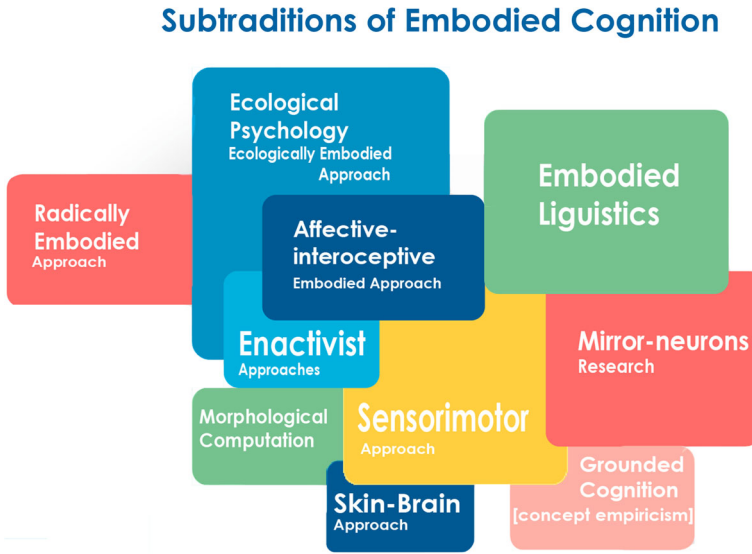 Subtraditions of Embodied Cognition
Ecological
Psychology
Ecologically Embodied
Approach
Embodied
Liguistics
Radically
Embodied
Approach
Affective-
interoceptive
Embodied Approach
Enactivist
Approaches
Mirror-neurons
Research
Morphological
Computation
Sensorimotor
Approach
Grounded
Cognition
[concept empiricism]
Skin-Brain
Approach